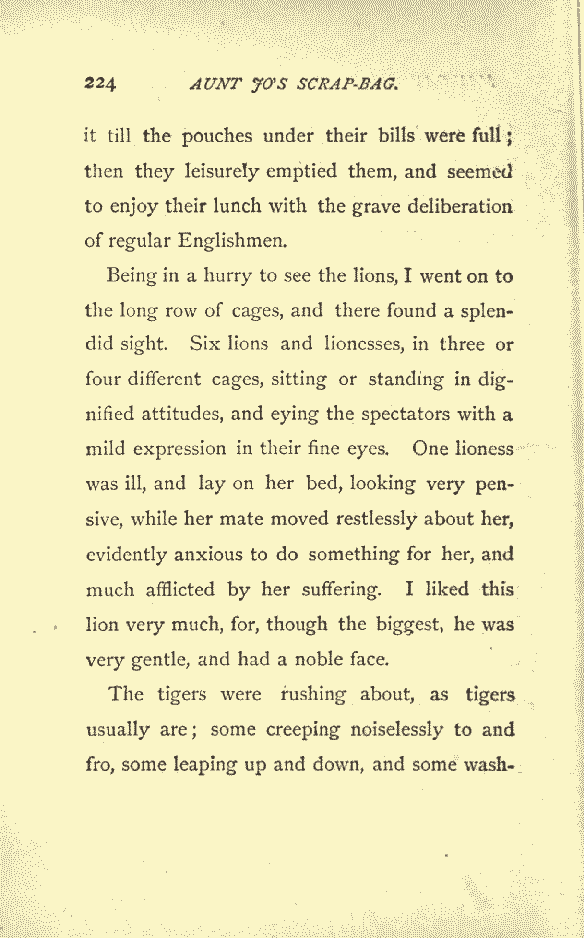 224 AUNT JO'S SCRAP-BAG.
it till the pouches under their bills were full;
then they leisurely emptied them, and seemed
to enjoy their lunch with the grave deliberation
of regular Englishmen.
Being in a hurry to see the lions, I went on to
the long row of cages, and there found a splen-
did sight. Six lions and lionesses, in three or
four different cages, sitting or standing in dig-
nified attitudes, and eying the spectators with a
mild expression in their fine eyes. One lioness
was ill, and lay on her bed, looking very pen-
sive, while her mate moved restlessly about her,
evidently anxious to do something for her, and
much afflicted by her suffering. I liked this
lion very much, for, though the biggest, he was
very gentle, and had a noble face.
The tigers were rushing about, as tigers
usually are; some creeping noiselessly to and
fro, some leaping up and down, and some wash-